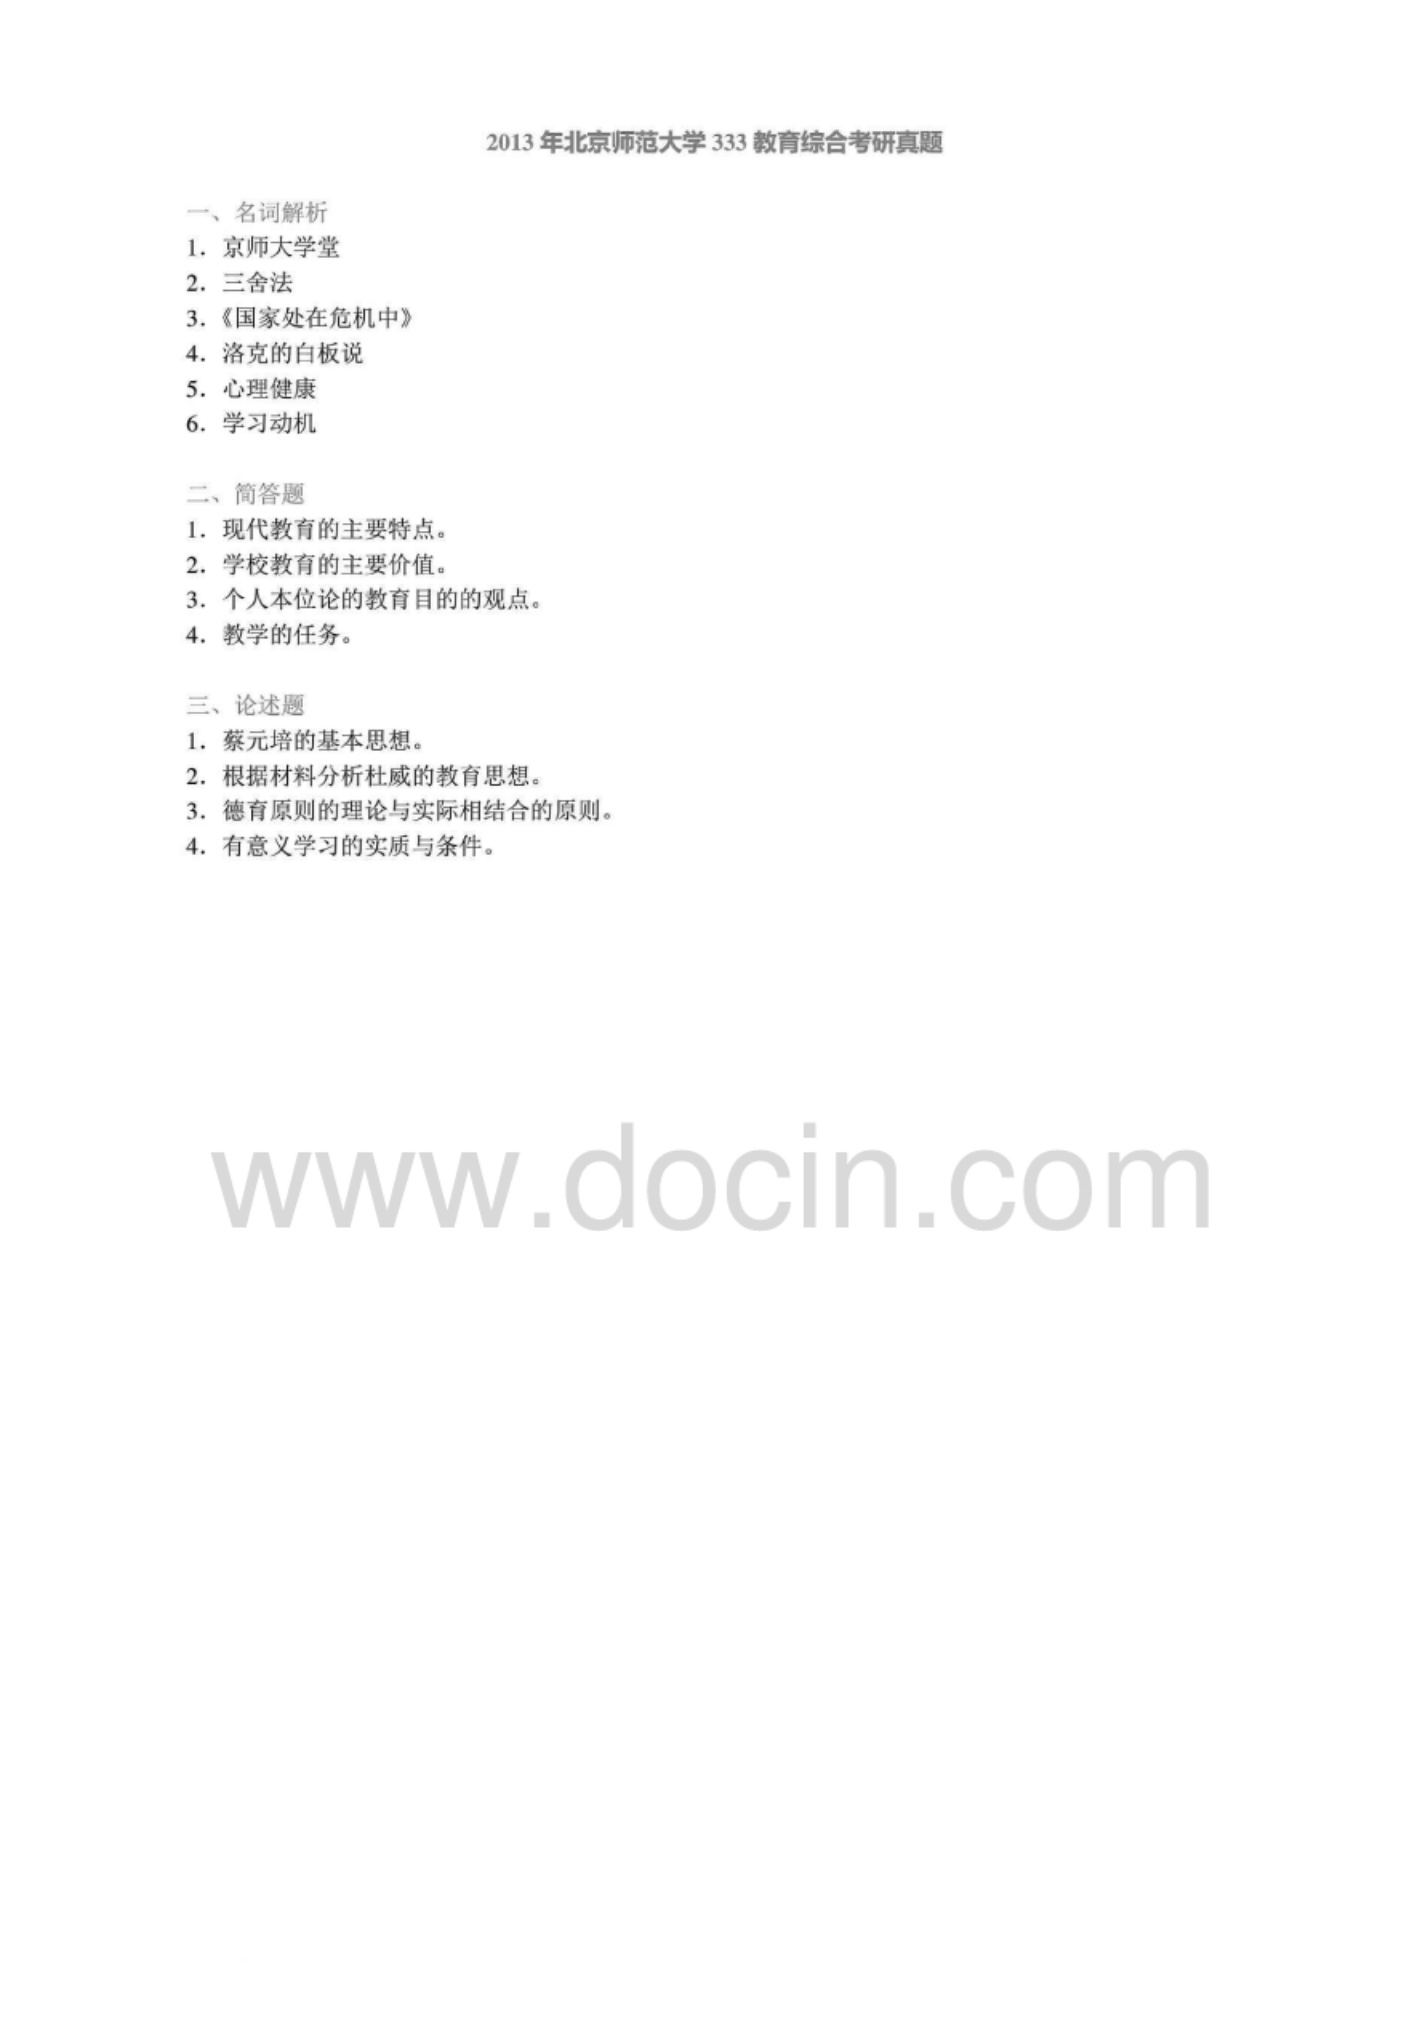 2013 年北京师范大学 333 教育综合考研真题
一、名词解析
1．京师大学堂
2．三舍法
3．《国家处在危机中》
4．洛克的白板说
5．心理健康
6．学习动机
二、简答题
1．现代教育的主要特点。
2．学校教育的主要价值。
3．个人本位论的教育目的的观点。
4．教学的任务。
三、论述题
1．蔡元培的基本思想。
2．根据材料分析杜威的教育思想。
3．德育原则的理论与实际相结合的原则。
4．有意义学习的实质与条件。
www.docin.com